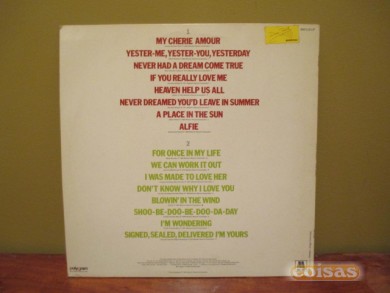 1
MY CHERIE AMOUR
YESTER-ME, YESTER-YOU, YESTERDAY
NEVER HAD A DREAM COME TRUE
IF YOU REALLY LOVE ME
HEAVEN HELP US ALL
NEVER DREAMED YOU'D LEAVE IN SUMMER
A PLACE IN THE SUN
ALFIE
2
FOR ONCE IN MY LIFE
WE CAN WORK IT OUT
I WAS MADE TO LOVE HER
DON'T KNOW WHY I LOVE YOU
BLOWIN' IN THE WIND
SHOO-BE-DOO-BE-DOO-DA-DAY
I'M WONDERING
SIGNED, SEALED, DELIVERED I'M YOURS
coisas